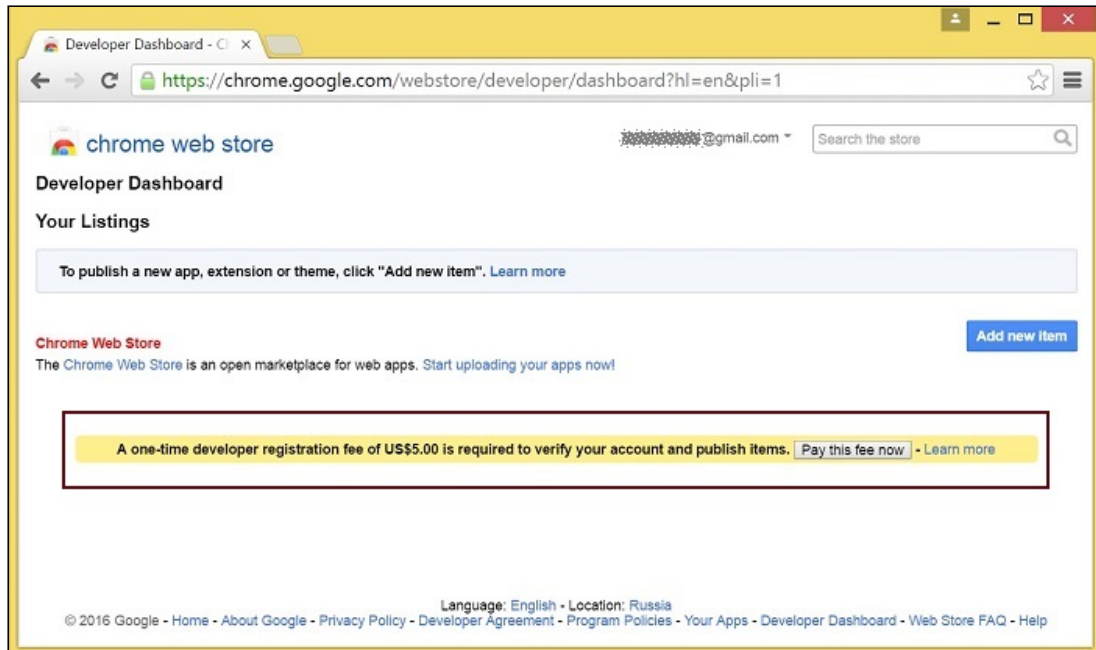 Developer Dashboard - C
https://chrome.google.com/webstore/developer/dashboard?hl=en&pli=1
chrome web store
@gmail.com
Search the store
Developer Dashboard
Your Listings
To publish a new app, extension or theme, click "Add new item". Learn more
Add new item
Chrome Web Store
The Chrome Web Store is an open marketplace for web apps. Start uploading your apps now!
A one-time developer registration fee of US$5.00 is required to verify your account and publish items. Pay this fee now - Learn more
Language: English - Location: Russia
© 2016 Google - Home - About Google - Privacy Policy - Developer Agreement - Program Policies - Your Apps - Developer Dashboard - Web Store FAQ - Help